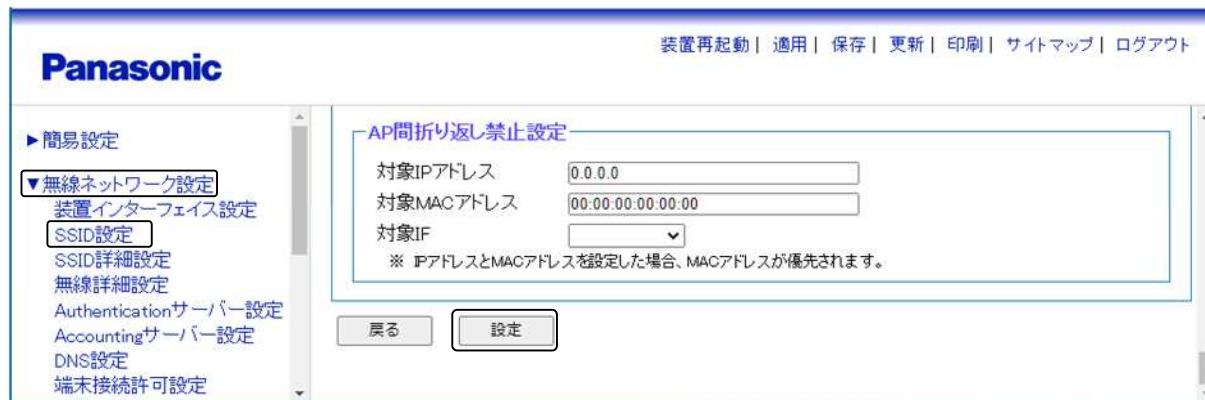 装置再起動| 適用| 保存| 更新| 印刷| サイトマップ| ログアウト
Panasonic
▶簡易設定
▼無線ネットワーク設定
装置インターフェイス設定
SSID設定
SSID詳細設定
無線詳細設定
Authenticationサーバー設定
Accountingサーバー設定
DNS設定
端末接続許可設定
AP間折り返し禁止設定
対象IPアドレス 0.0.0.0
対象MACアドレス 00:00:00:00:00:00
対象IF
※ IPアドレスとMACアドレスを設定した場合、MACアドレスが優先されます。
戻る 設定